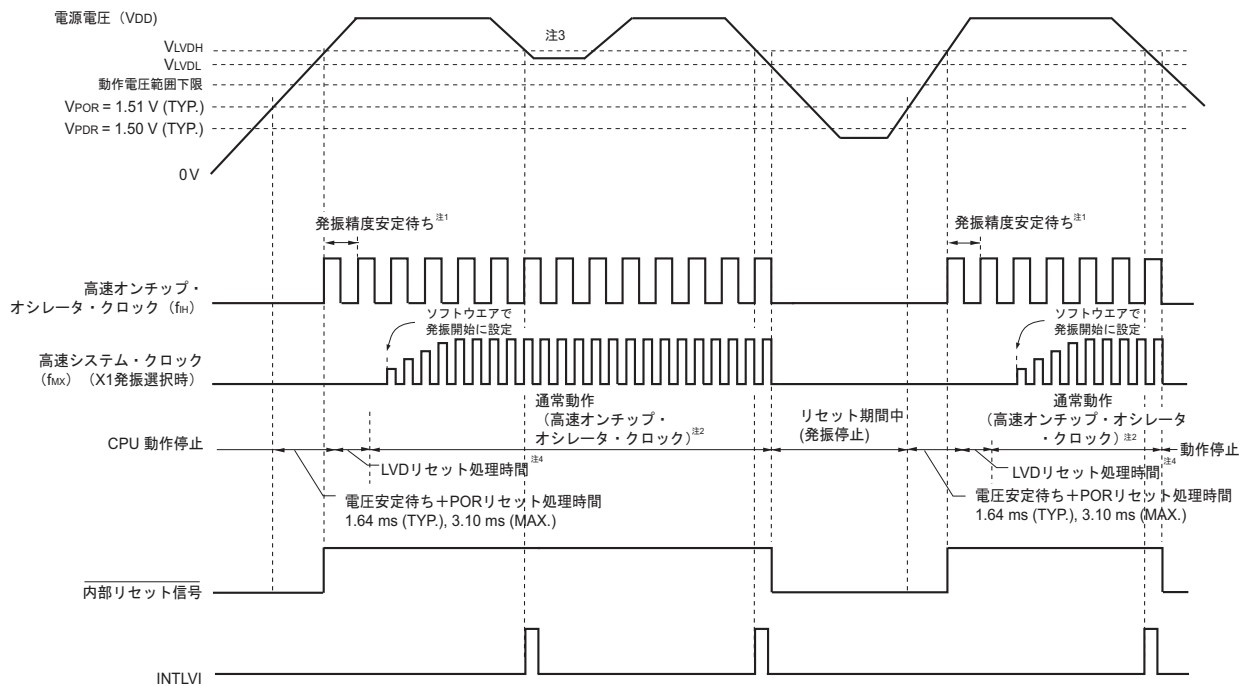 電源電圧（VDD）
注3
VLVDH
VLVDL
動作電圧範囲下限
VPOR = 1.51 V (TYP.)
VPDR = 1.50 V (TYP.)
0 V
発振精度安定待ち注1
発振精度安定待ち注1
高速オンチップ・
オシレータ・クロック（fIH）
ソフトウエアで
発振開始に設定
ソフトウエアで
発振開始に設定
高速システム・クロック
（fMX）（X1発振選択時）
通常動作
（高速オンチップ・
オシレータ・クロック）注2
リセット期間中
(発振停止)
通常動作
（高速オンチップ・オシレータ
・クロック）注2
CPU 動作停止
動作停止
LVDリセット処理時間注4
LVDリセット処理時間注4
電圧安定待ち＋PORリセット処理時間
1.64 ms (TYP.), 3.10 ms (MAX.)
電圧安定待ち＋PORリセット処理時間
1.64 ms (TYP.), 3.10 ms (MAX.)
内部リセット信号
INTLVI